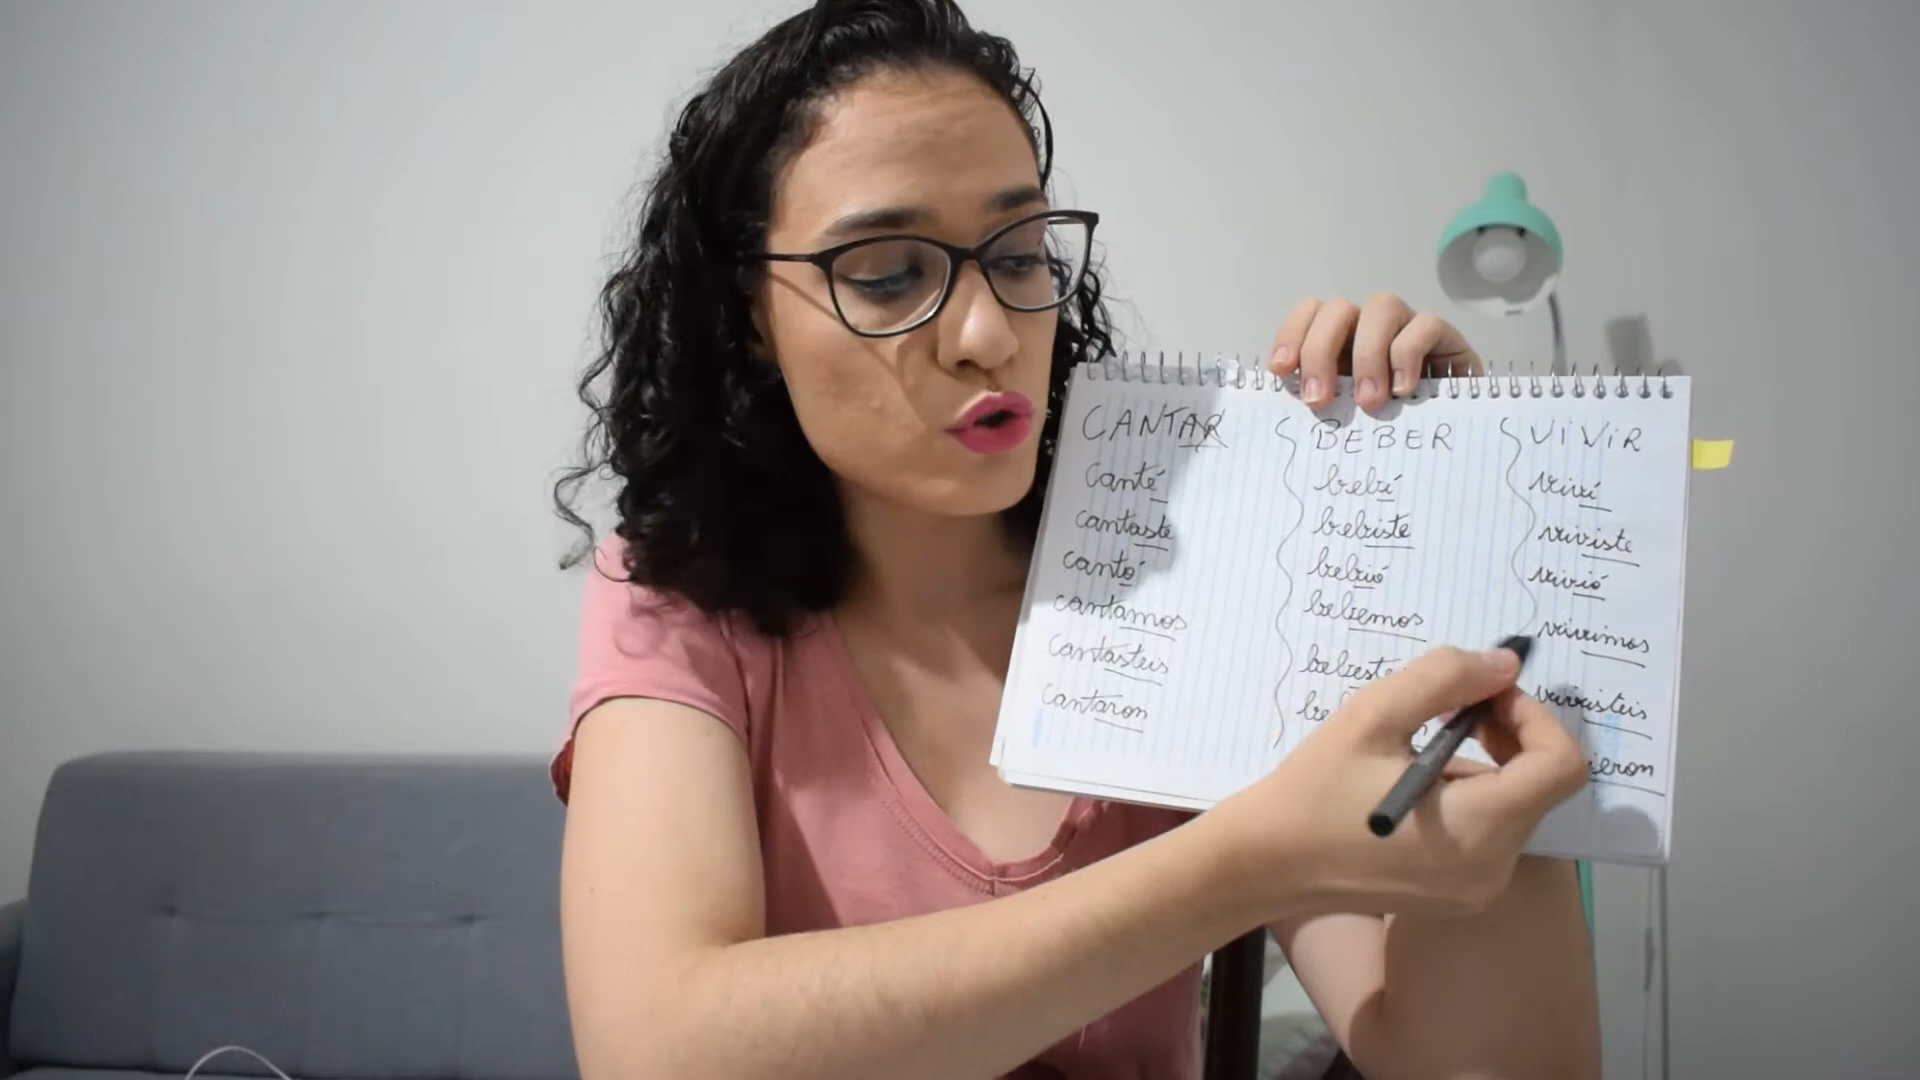 CANTAR
canté
cantaste
cantó
cantamos
cantasteis
cantaron
BEBER
bebí
bebiste
bebió
bebemos
VIVIR
viví
viviste
vivió
vivimos
vivisteis